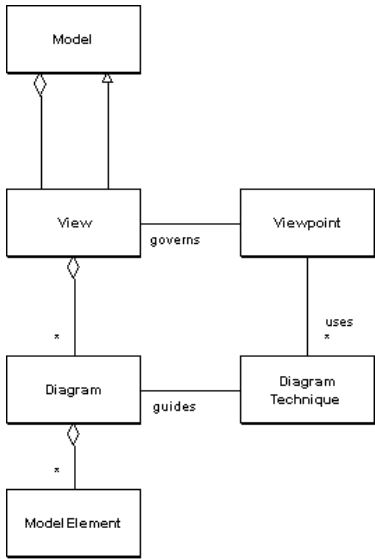 Model
View
Viewpoint
governs
uses
*
*
Diagram
Diagram
Technique
guides
*
Model Element